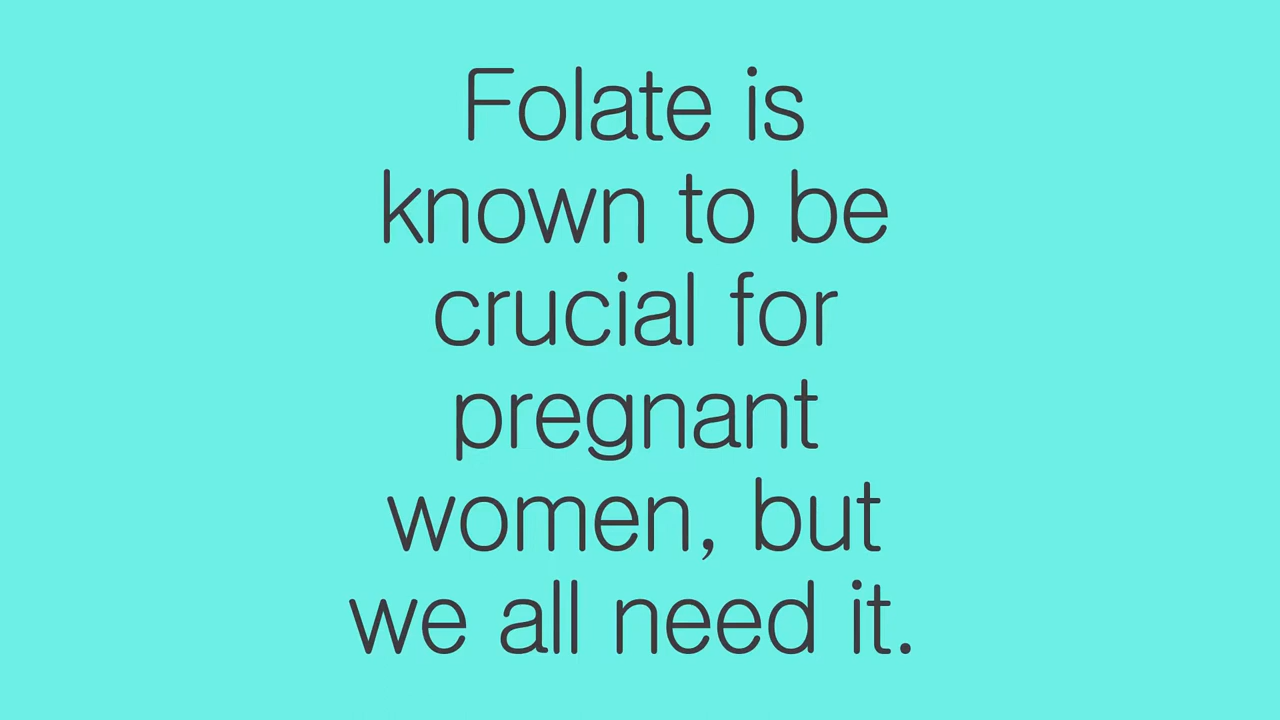 Folate is
known to be
crucial for
pregnant
women, but
we all need it.